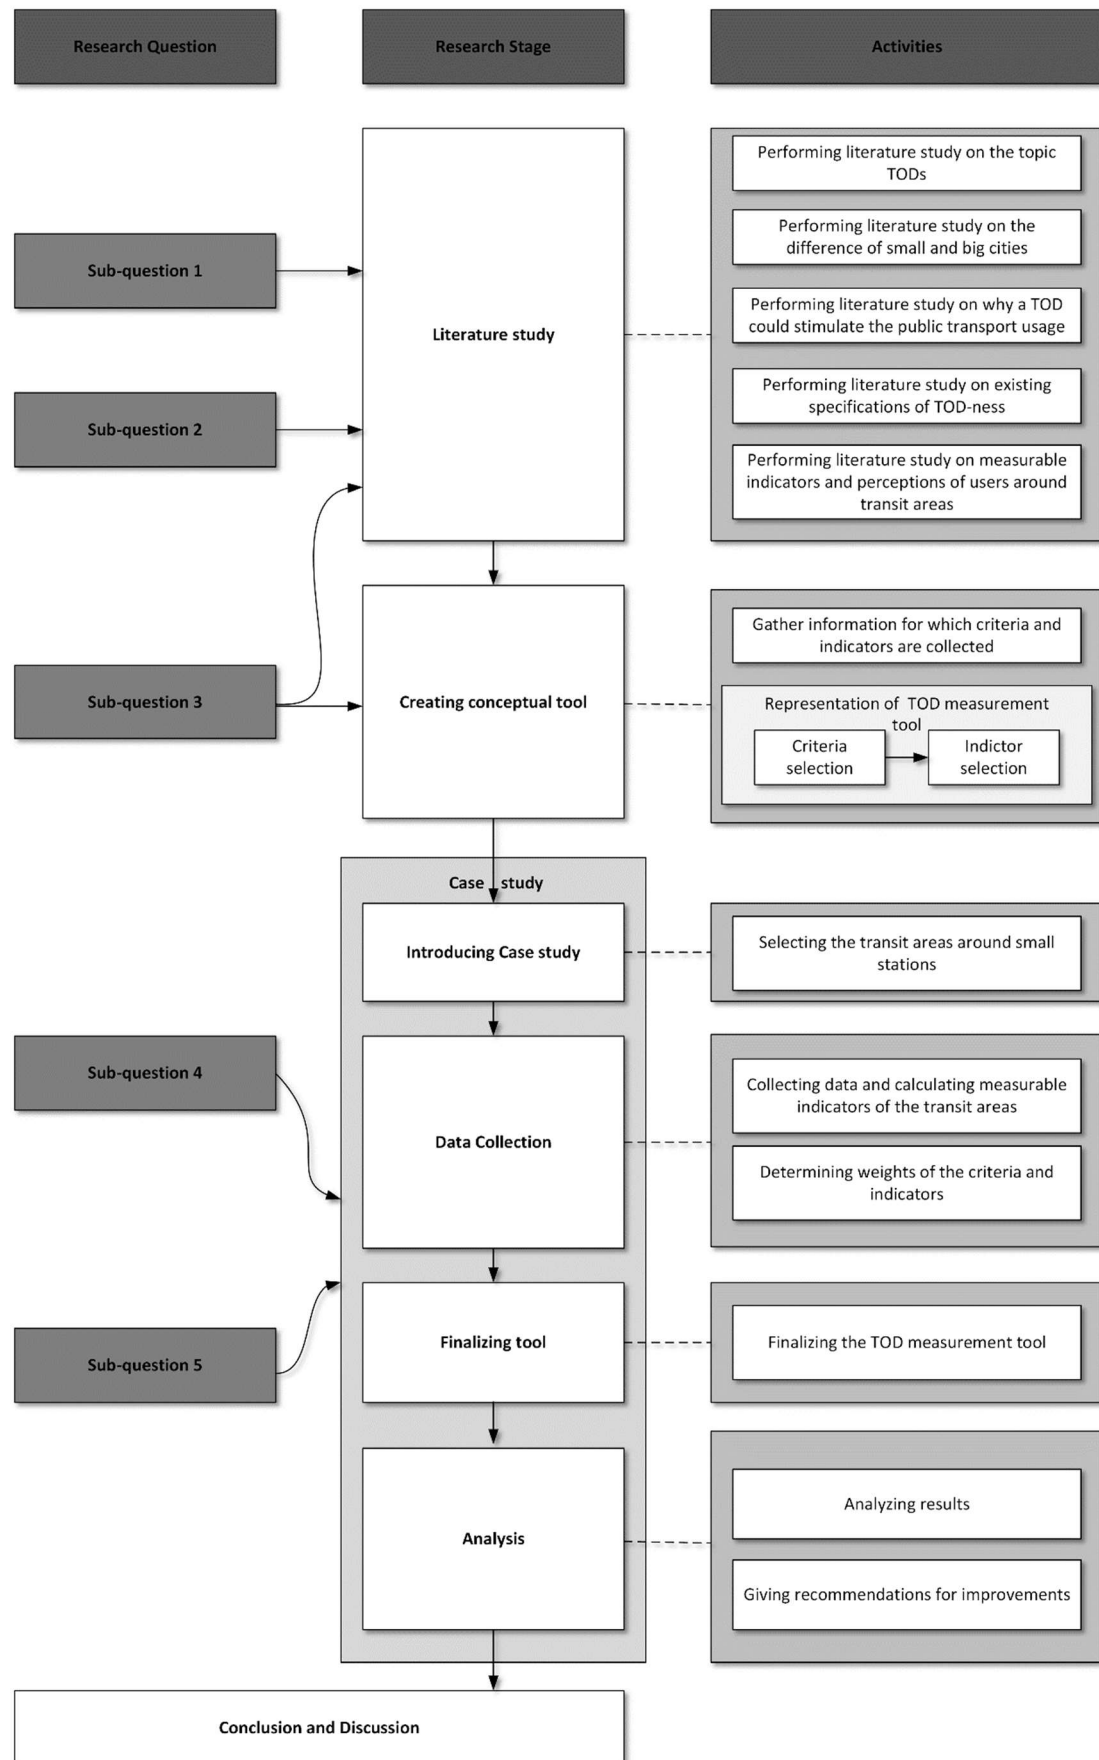 Research Question
Research Stage
Activities
Performing literature study on the topic
TODs
Performing literature study on the
difference of small and big cities
Sub-question 1
Performing literature study on why a TOD
could stimulate the public transport usage
Literature study
Performing literature study on existing
specifications of TOD-ness
Sub-question 2
Performing literature study on measurable
indicators and perceptions of users around
transit areas
Gather information for which criteria and
indicators are collected
Sub-question 3
Creating conceptual tool
Representation of TOD measurement
tool
Criteria
selection
Indictor
selection
Case study
Introducing Case study
Selecting the transit areas around small
stations
Sub-question 4
Collecting data and calculating measurable
indicators of the transit areas
Data Collection
Determining weights of the criteria and
indicators
Finalizing tool
Finalizing the TOD measurement tool
Sub-question 5
Analyzing results
Analysis
Giving recommendations for improvements
Conclusion and Discussion